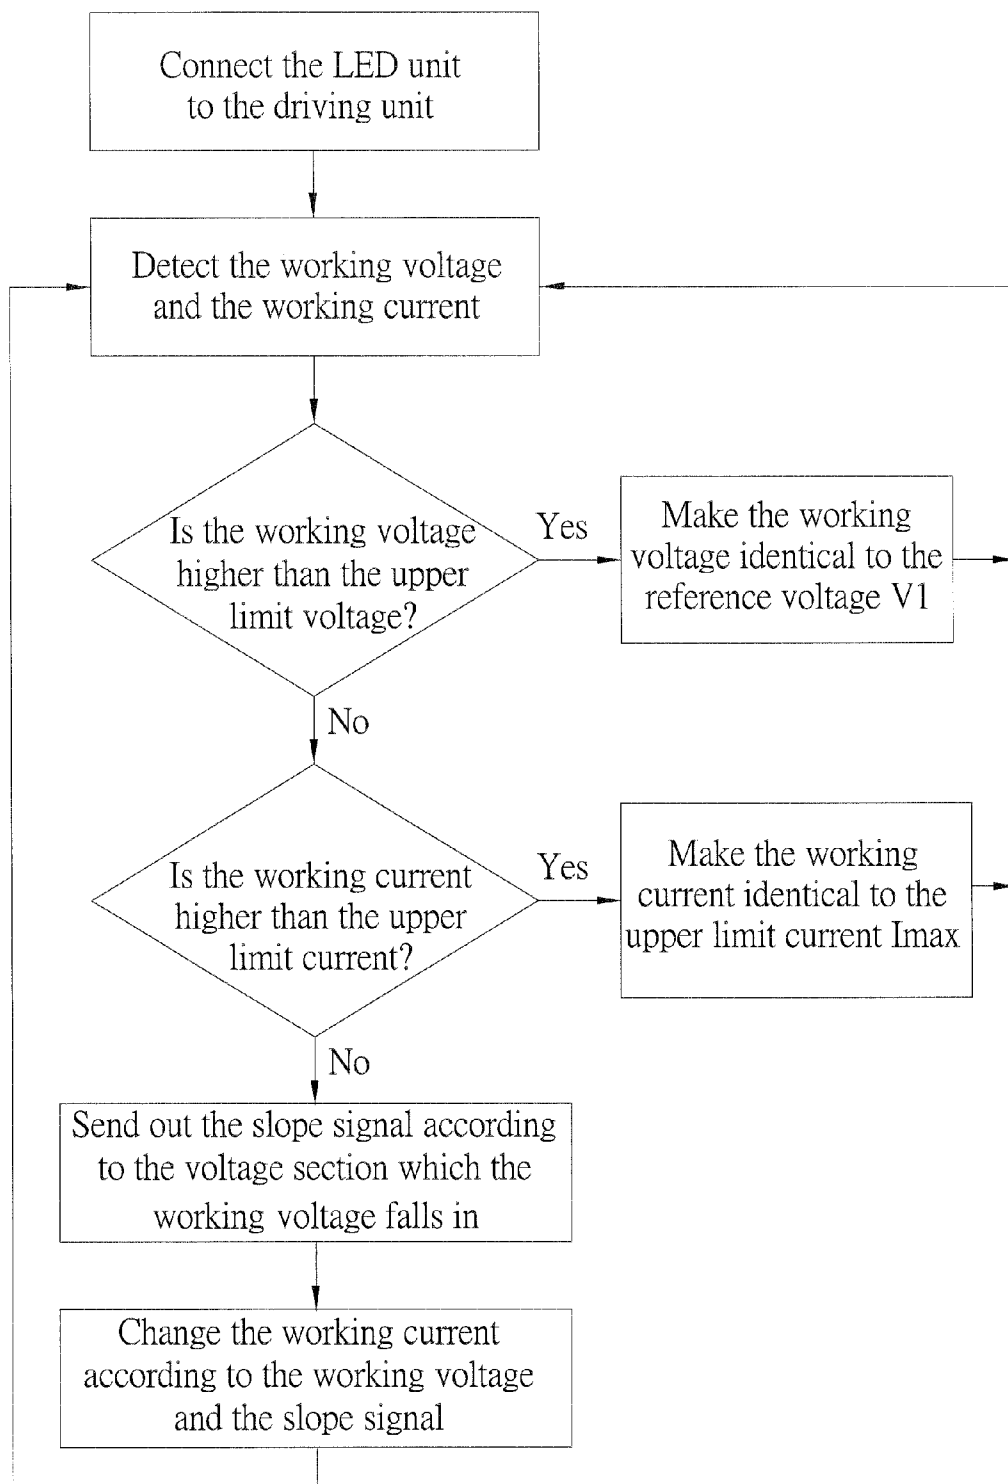 Connect the LED unit
to the driving unit
Detect the working voltage
and the working current
Is the working voltage
higher than the upper
limit voltage?
Yes
Make the working
voltage identical to the
reference voltage V1
No
Is the working current
higher than the upper
limit current?
Yes
Make the working
current identical to the
upper limit current Imax
No
Send out the slope signal according
to the voltage section which the
working voltage falls in
Change the working current
according to the working voltage
and the slope signal